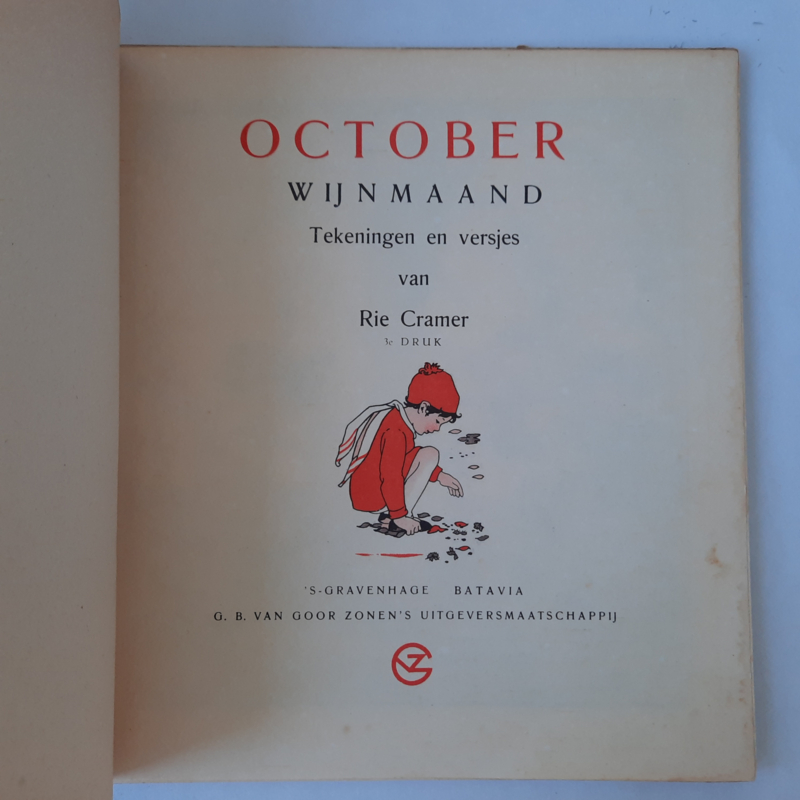 OCTOBER
WIJNMAAND
Tekeningen en versjes
van
Rie Cramer
3e DRUK
'S-GRAVENHAGE BATAVIA
G. B. VAN GOOR ZONEN'S UITGEVERSMAATSCHAPPIJ
GVZ